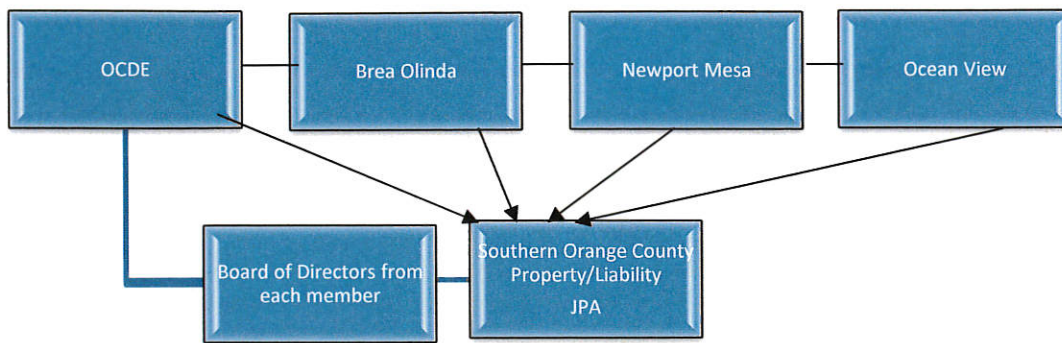 OCDE
Brea Olinda
Newport Mesa
Ocean View
Board of Directors from
each member
Southern Orange County
Property/Liability
JPA